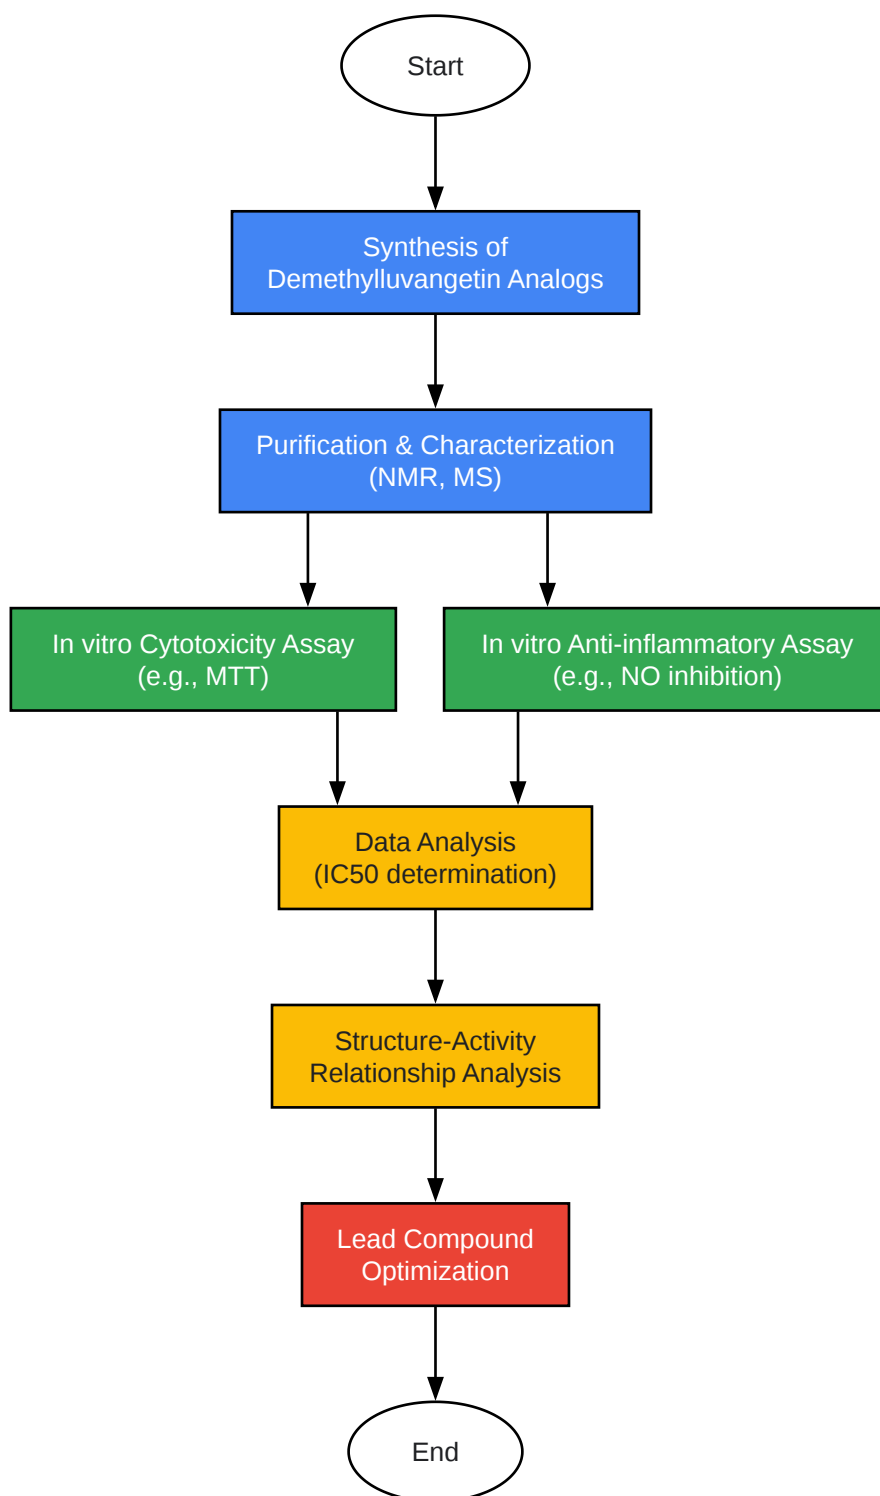 Start
Synthesis of
Demethylluvangetin Analogs
Purification & Characterization
(NMR, MS)
In vitro Cytotoxicity Assay
(e.g., MTT)
In vitro Anti-inflammatory Assay
(e.g., NO inhibition)
Data Analysis
(IC50 determination)
Structure-Activity
Relationship Analysis
Lead Compound
Optimization
End